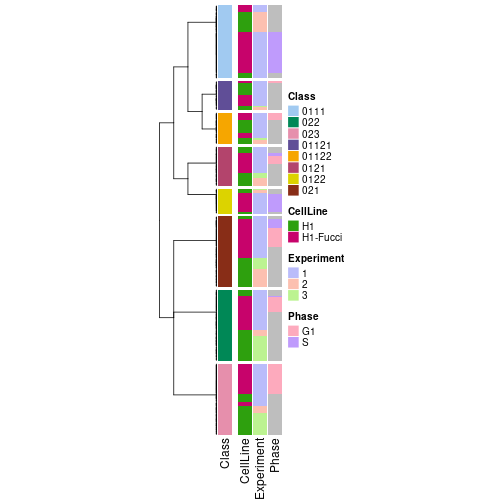 Class
0111
022
023
01121
01122
0121
0122
021
CellLine
H1
H1-Fucci
Experiment
1
2
3
Phase
G1
S
Class
CellLine
Experiment
Phase